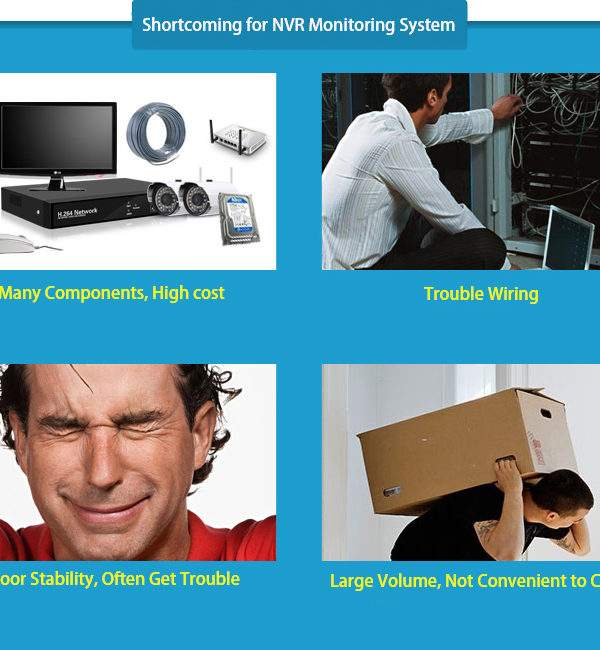 Shortcoming for NVR Monitoring System
H.264 Network
Many Components, High cost
Trouble Wiring
oor Stability, Often Get Trouble
Large Volume, Not Convenient to C